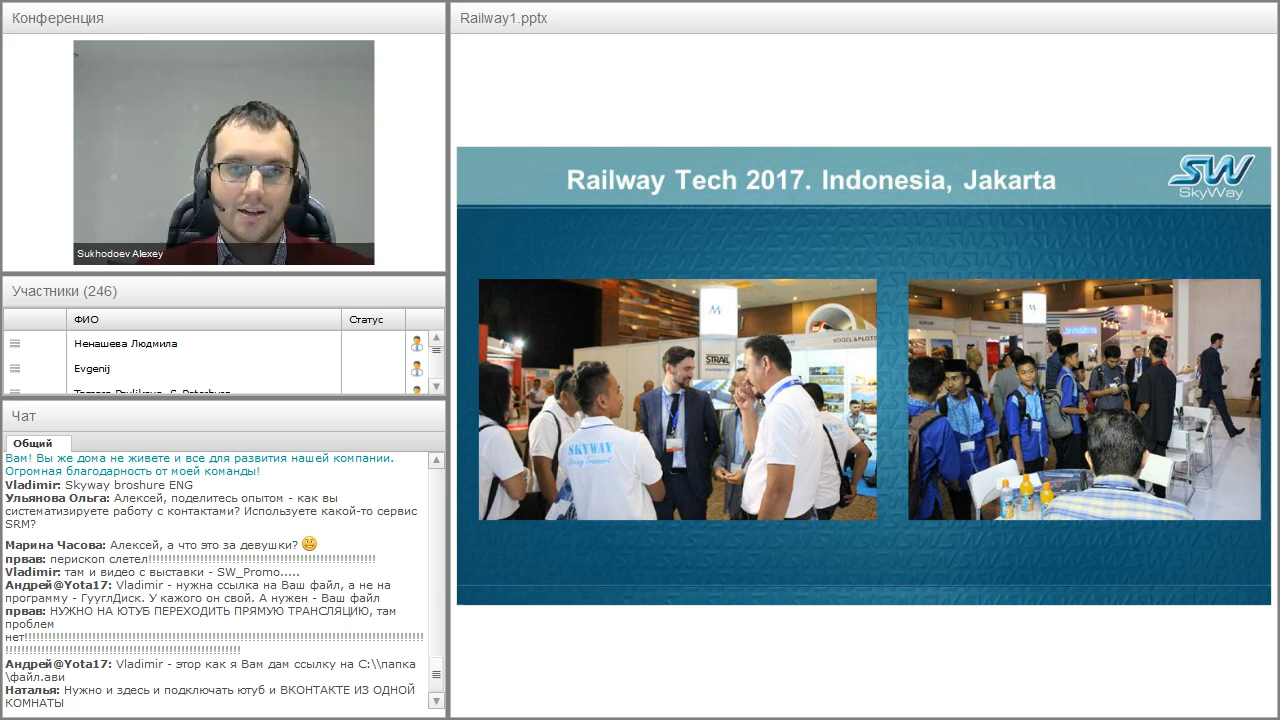 Конференция
Sukhodoev Alexey
Участники (246)
ФИО
Статус
Ненашева Людмила
Evgenij
Чат
Общий
Вам! Вы же дома не живете и все для развития нашей компании.
Огромная благодарность от моей команды!
Vladimir: Skyway broshure ENG
Ульянова Ольга: Алексей, поделитесь опытом - как вы
систематизируете работу с контактами? Используете какой-то сервис
SRM?
Марина Часова: Алексей, а что это за девушки?
првав: перископ слетел!!!!!!!!!!!!!!!!!!!!!!!!!!!!!!!!!!!!!!!!!!!!!!!!!!!!!!!!!
Vladimir: там и видео с выставки - SW_Promo.....
Андрей@Yota17: Vladimir - нужна ссылка на Ваш файл, а не на
программу - ГууглДиск. У кажого он свой. А нужен - Ваш файл
првав: НУЖНО НА ЮТУБ ПЕРЕХОДИТЬ ПРЯМУЮ ТРАНСЛЯЦИЮ, там
проблем
нет!!!!!!!!!!!!!!!!!!!!!!!!!!!!!!!!!!!!!!!!!!!!!!!!!!!!!!!!!!!!!!!!!!!!!!!!!!!!!!!!!!!!!!!!!!!!!!!!!!!!
!!!!!!!!!!!!!!!!!!!!!!!!!!!!!!!!!!!!!!!!!!!!!!!!!!!!!!!!!!!
Андрей@Yota17: Vladimir - этор как я Вам дам ссылку на C:\\папка
\файл.ави
Наталья: Нужно и здесь и подключать ютуб и ВКОНТАКТЕ ИЗ ОДНОЙ
КОМНАТЫ
Railway1.pptx
Railway Tech 2017. Indonesia, Jakarta
SW
SkyWay
STRAIL
VOGEL & PLÖTS
SKYWAY